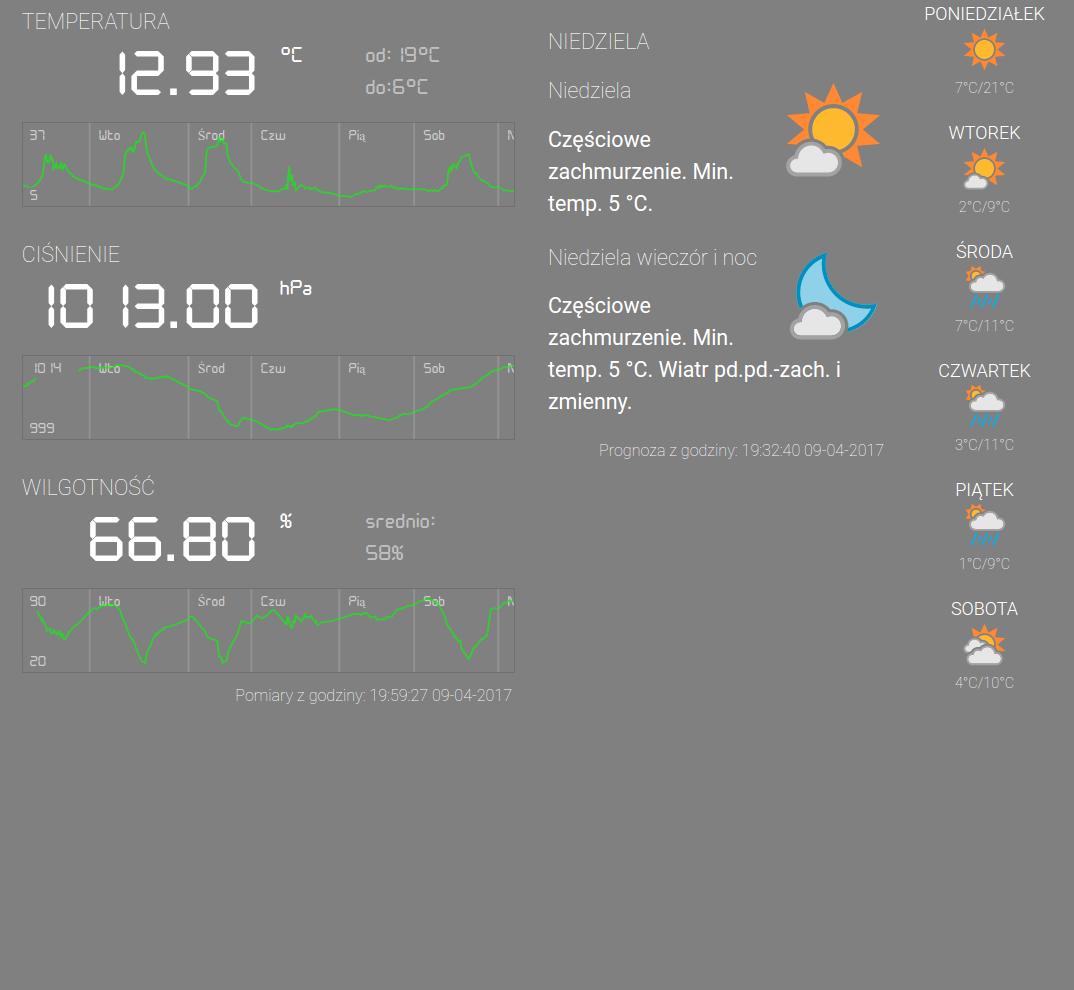 TEMPERATURA
12.93 °C
od: 19°C
do:6°C
37 Wto Środ Czw Pią Sob N
5
CIŚNIENIE
1013.00 hPa
1014 Wto Środ Czw Pią Sob N
999
WILGOTNOŚĆ
66.80 %
srednio:
58%
90 Wto Środ Czw Pią Sob N
20
Pomiary z godziny: 19:59:27 09-04-2017
NIEDZIELA
Niedziela
Częściowe
zachmurzenie. Min.
temp. 5 °C.
Niedziela wieczór i noc
Częściowe
zachmurzenie. Min.
temp. 5 °C. Wiatr pd.pd.-zach. i
zmienny.
Prognoza z godziny: 19:32:40 09-04-2017
PONIEDZIAŁEK
7°C/21°C
WTOREK
2°C/9°C
ŚRODA
7°C/11°C
CZWARTEK
3°C/11°C
PIĄTEK
1°C/9°C
SOBOTA
4°C/10°C